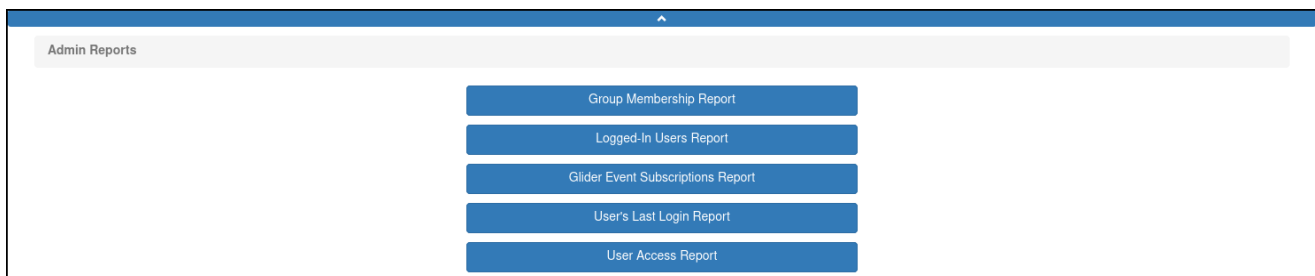 Admin Reports
Group Membership Report
Logged-In Users Report
Glider Event Subscriptions Report
User's Last Login Report
User Access Report